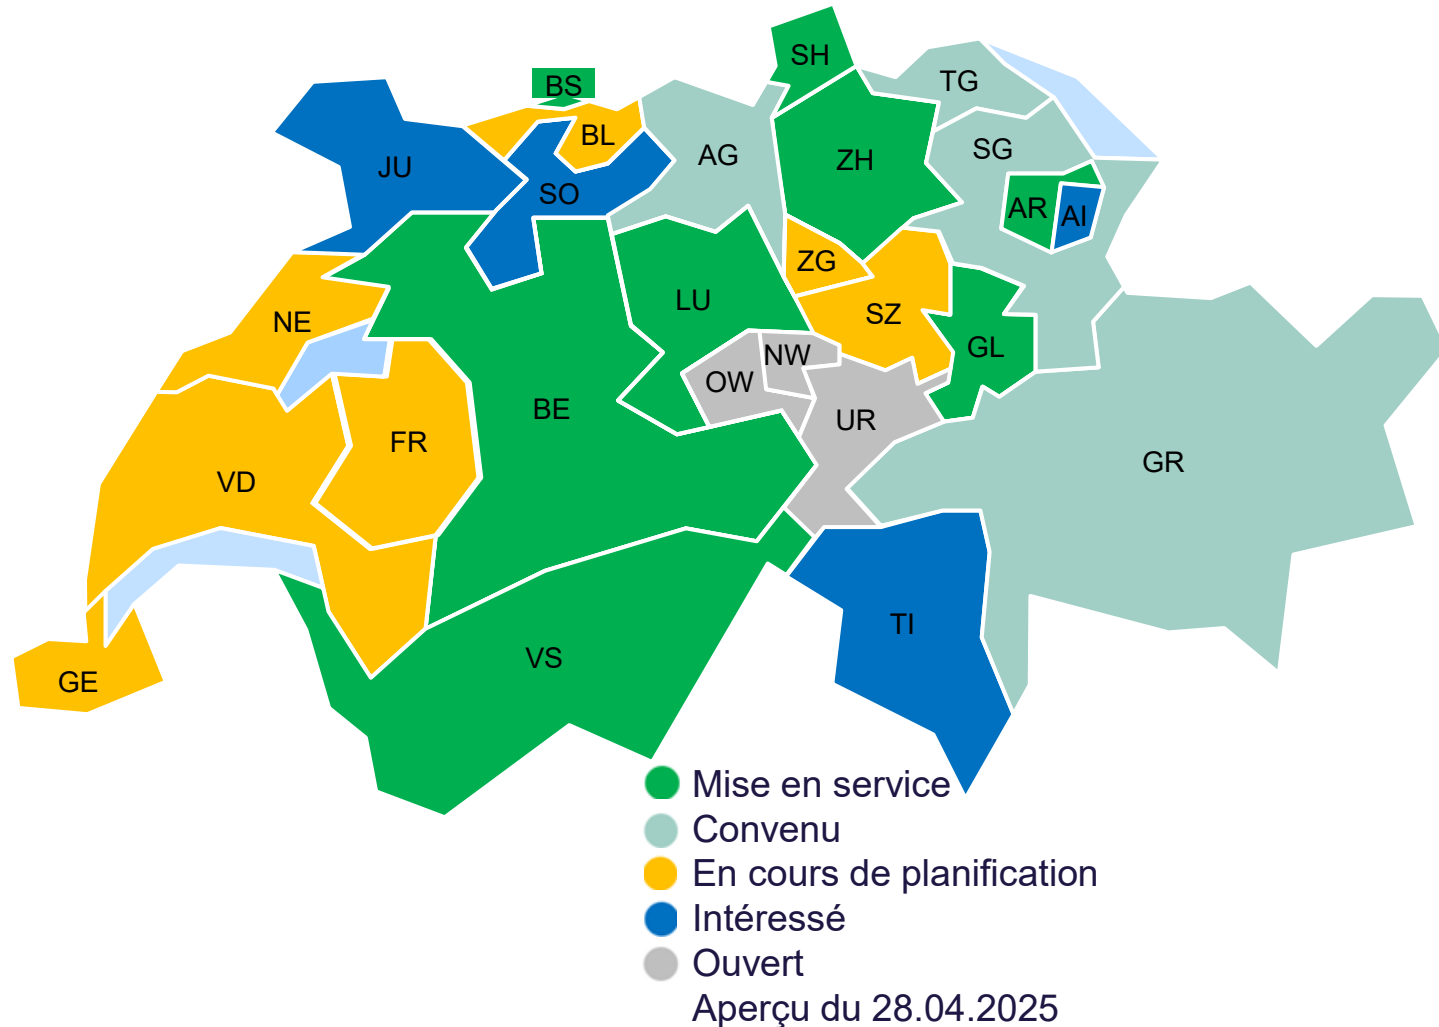 SH
BS
TG
BL
SG
AG
ZH
JU
SO
AR
AI
ZG
LU
SZ
NE
GL
NW
OW
BE
UR
FR
GR
VD
TI
VS
GE
Mise en service
Convenu
En cours de planification
Intéressé
Ouvert
Aperçu du 28.04.2025